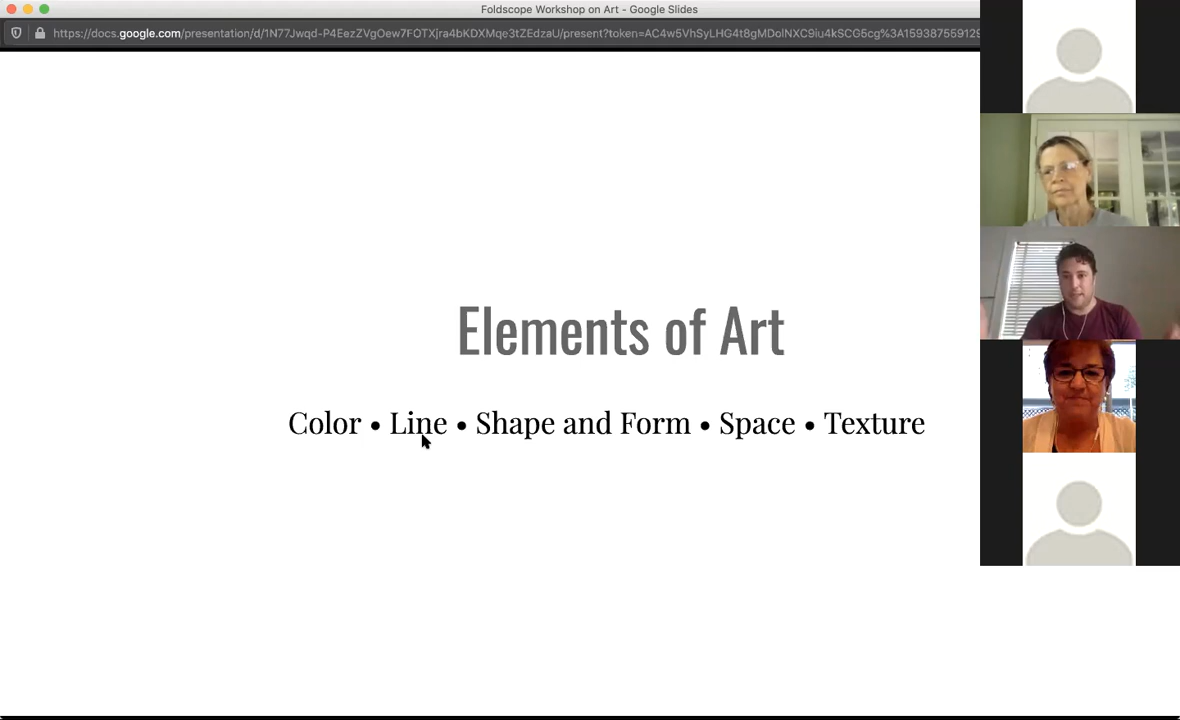 Foldscope Workshop on Art - Google Slides
Elements of Art
Color • Line • Shape and Form • Space • Texture